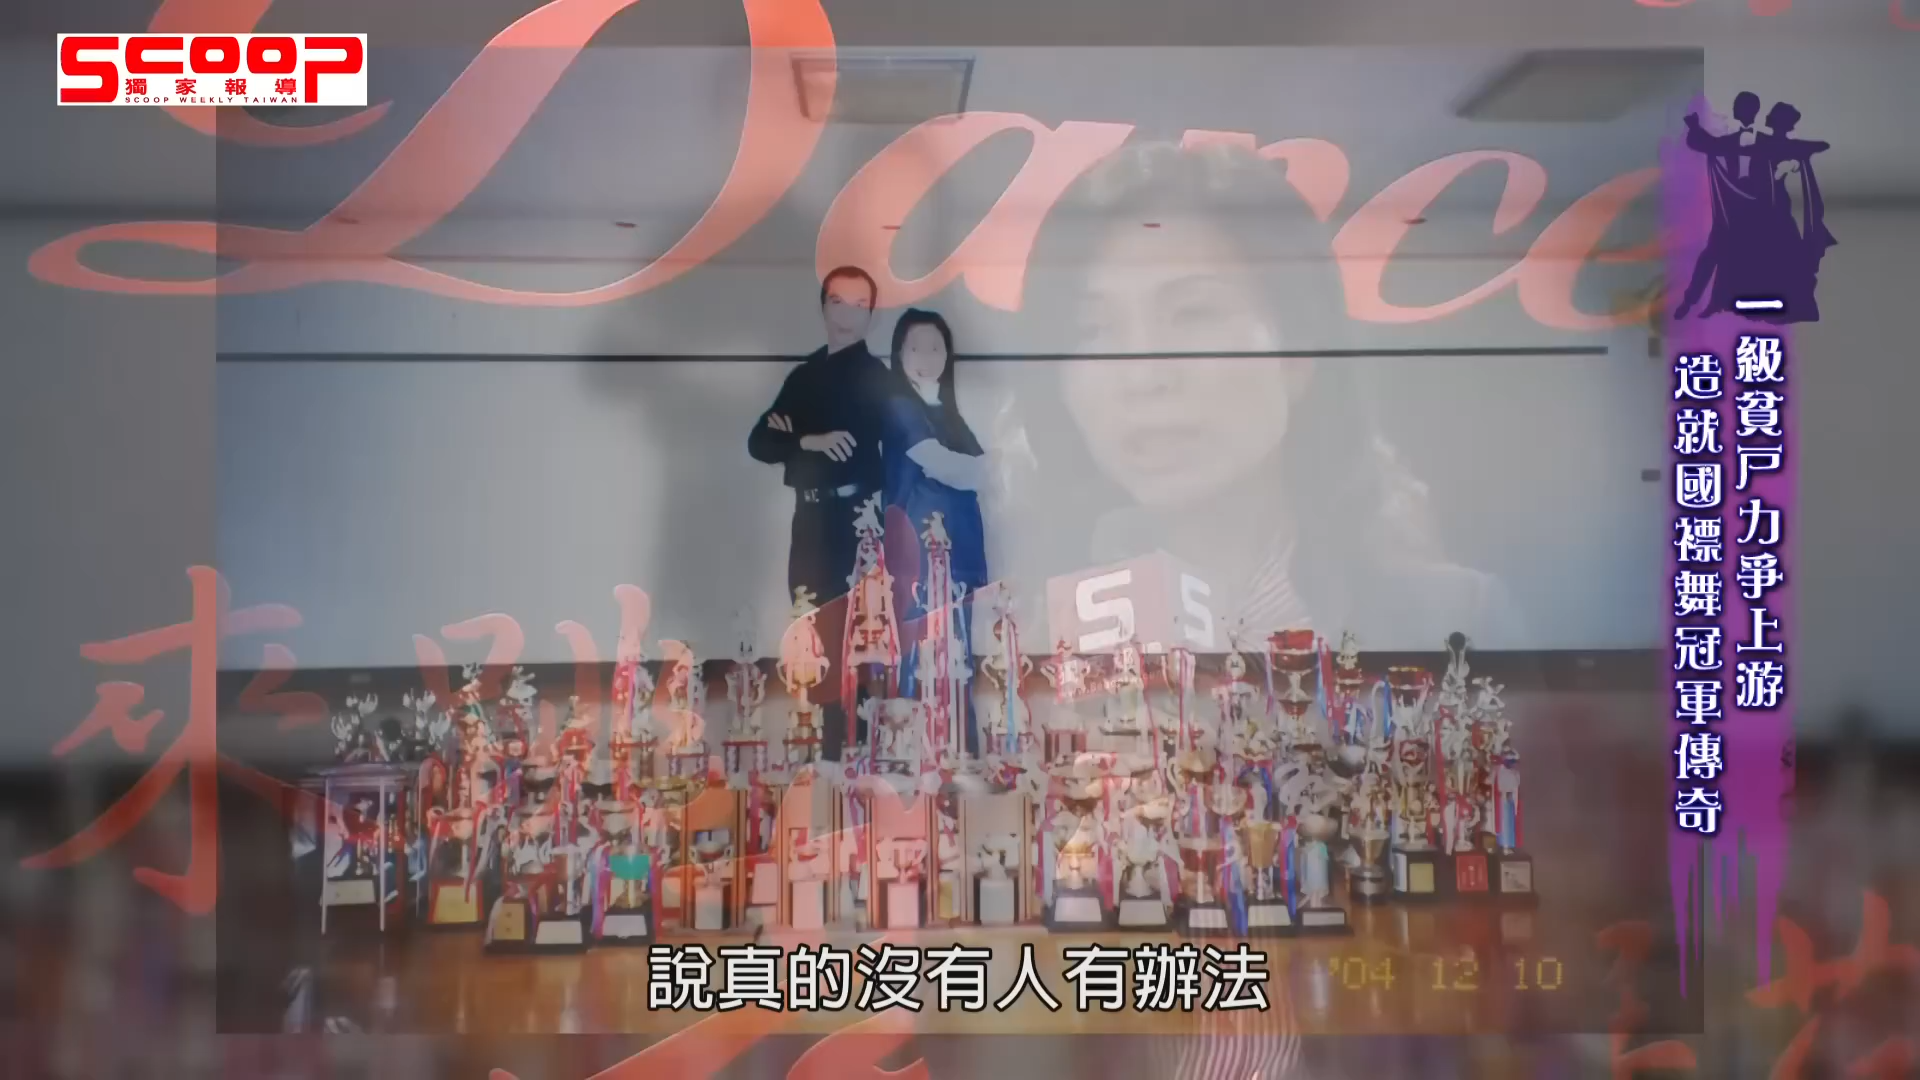 SCOOP
獨家報導
SCOOP WEEKLY TAIWAN
Dance
來跳
一級貧戶力爭上游
造就國標舞冠軍傳奇
S S
說真的沒有人有辦法
'04 12 10